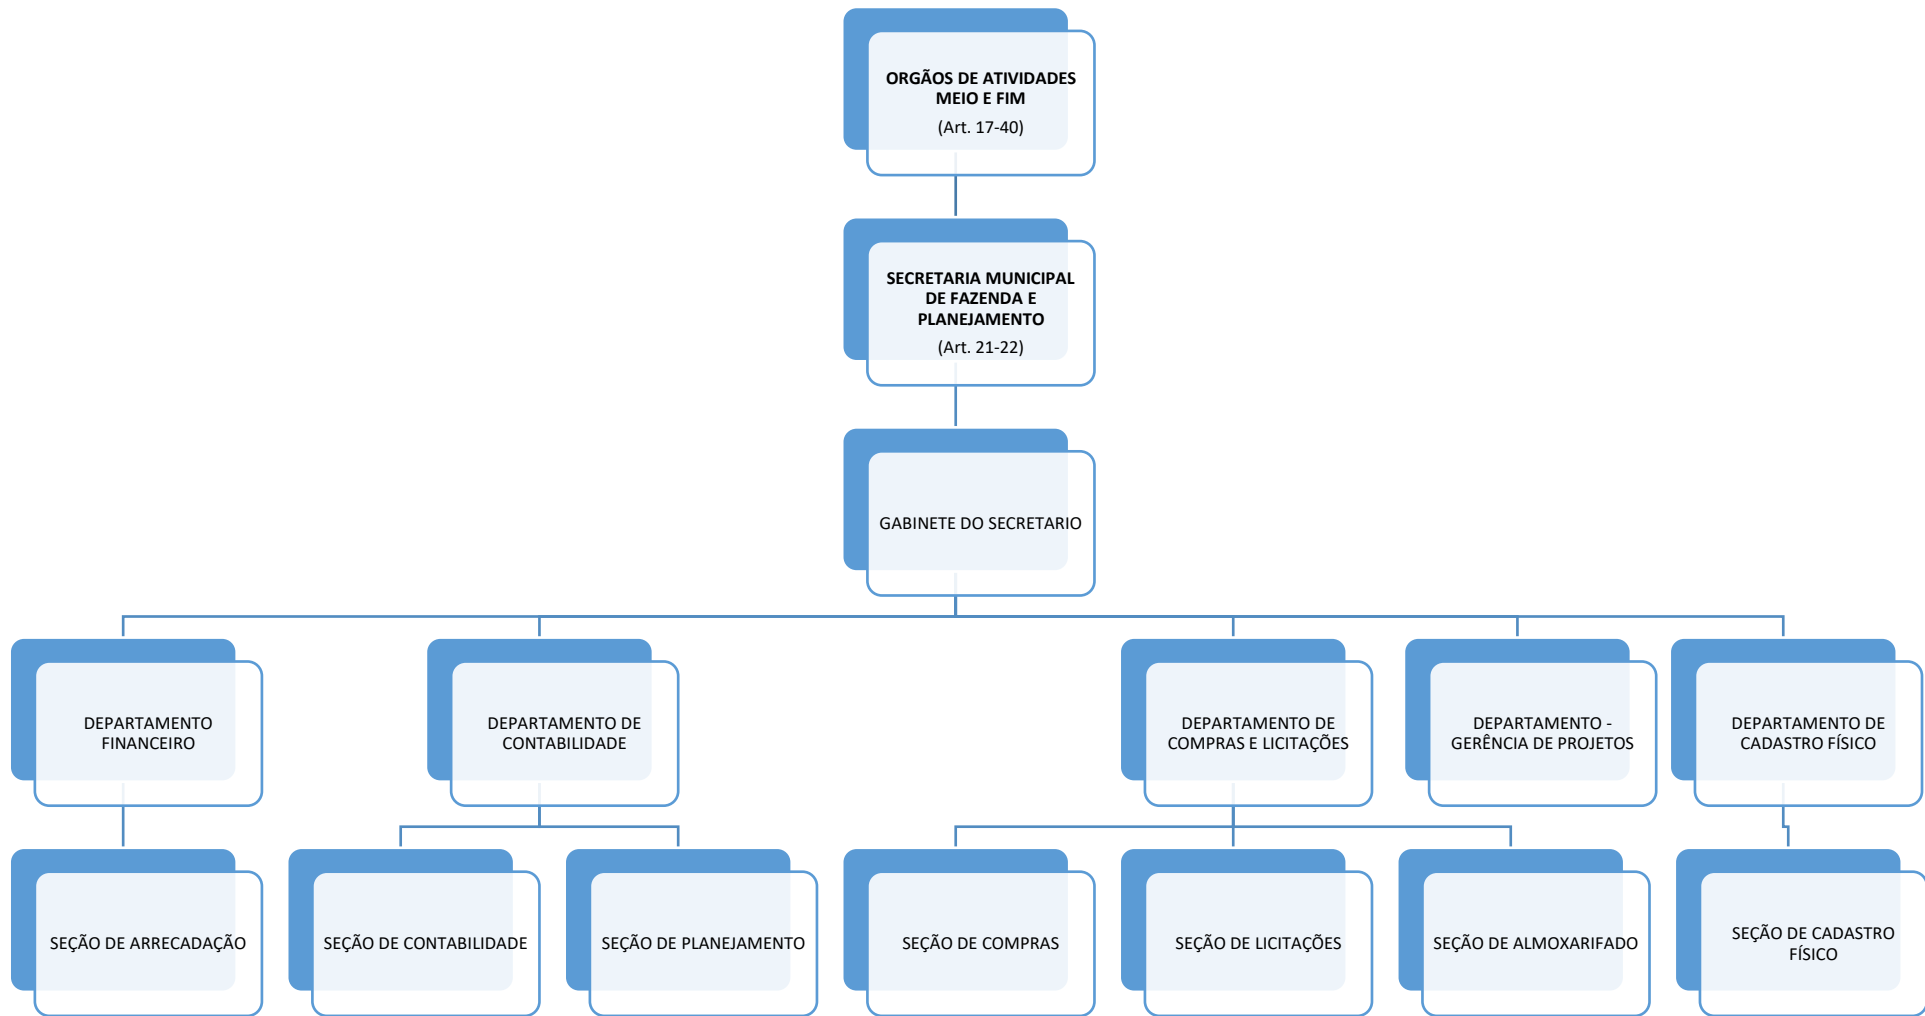 ORGÃOS DE ATIVIDADES
MEIO E FIM
(Art. 17-40)
SECRETARIA MUNICIPAL
DE FAZENDA E
PLANEJAMENTO
(Art. 21-22)
GABINETE DO SECRETARIO
DEPARTAMENTO
FINANCEIRO
DEPARTAMENTO DE
CONTABILIDADE
DEPARTAMENTO DE
COMPRAS E LICITAÇÕES
DEPARTAMENTO -
GERÊNCIA DE PROJETOS
DEPARTAMENTO DE
CADASTRO FÍSICO
SEÇÃO DE ARRECADAÇÃO
SEÇÃO DE CONTABILIDADE
SEÇÃO DE PLANEJAMENTO
SEÇÃO DE COMPRAS
SEÇÃO DE LICITAÇÕES
SEÇÃO DE ALMOXARIFADO
SEÇÃO DE CADASTRO
FÍSICO